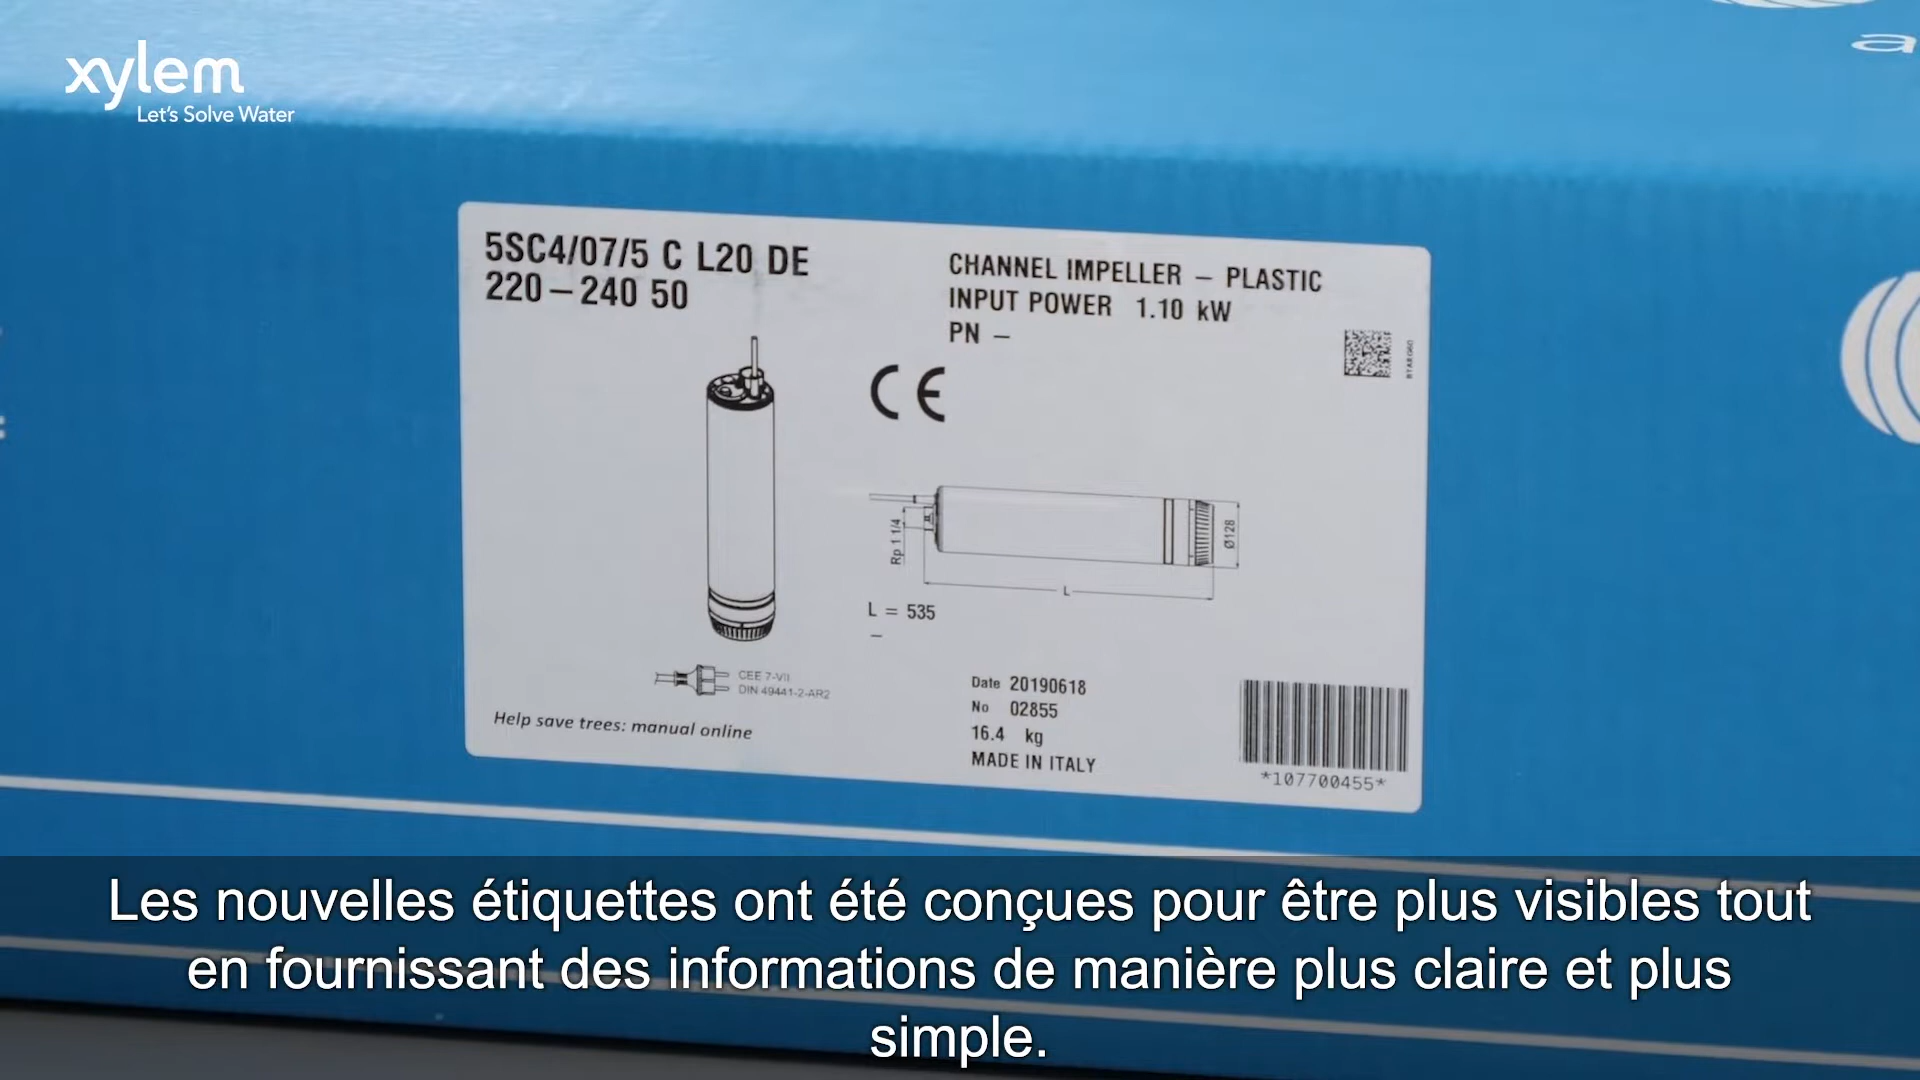 xylem
Let's Solve Water
5SC4/07/5 C L20 DE
220-240 50
CHANNEL IMPELLER - PLASTIC
INPUT POWER 1.10 kW
PN -
CE
Rp 1 1/4
Ø128
L
L = 535
-
CEE 7-VII
DIN 49441-2-AR2
Help save trees: manual online
Date 20190618
No 02855
16.4 kg
MADE IN ITALY
*107700455*
Les nouvelles étiquettes ont été conçues pour être plus visibles tout
en fournissant des informations de manière plus claire et plus
simple.